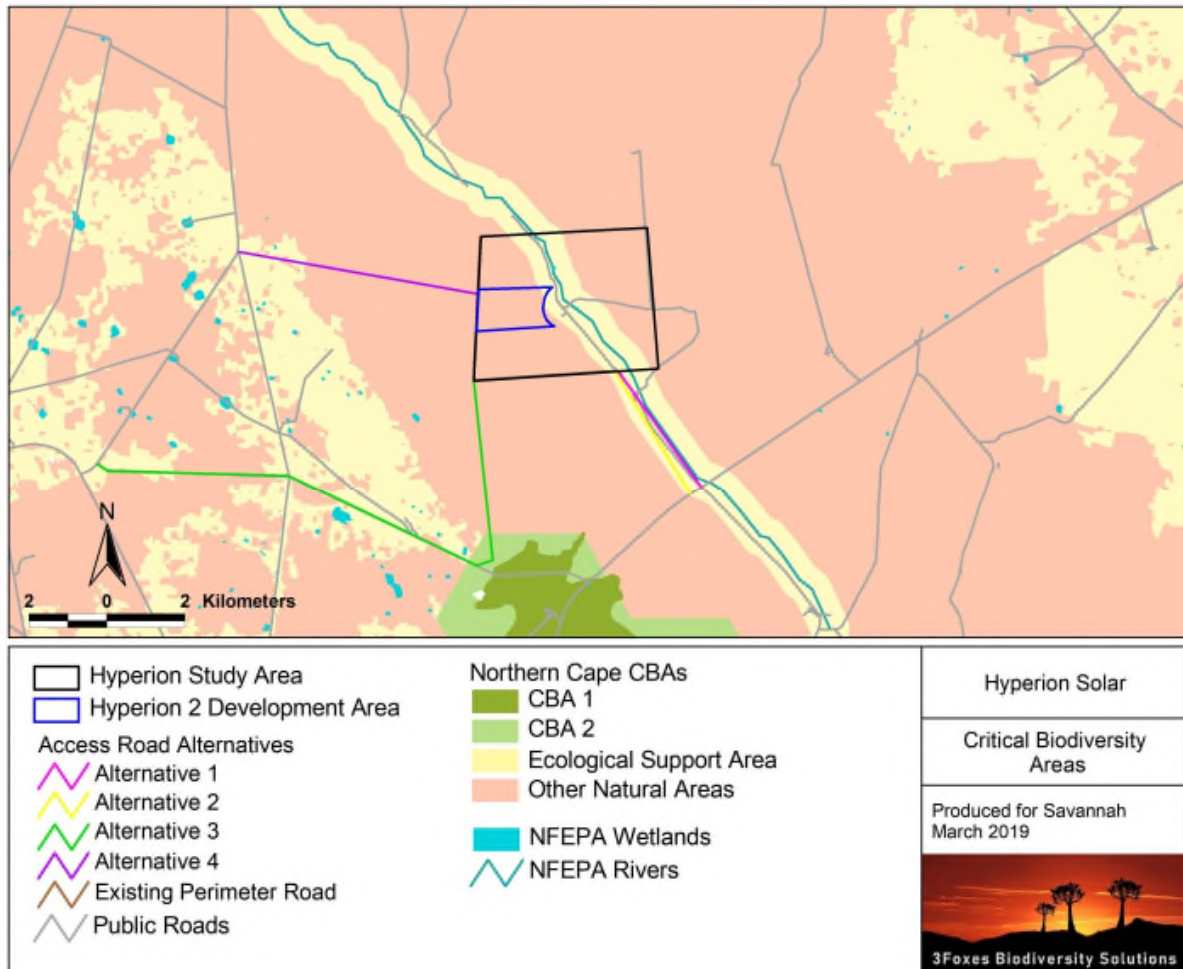 N
2 0 2 Kilometers
Hyperion Study Area
Hyperion 2 Development Area
Access Road Alternatives
Alternative 1
Alternative 2
Alternative 3
Alternative 4
Existing Perimeter Road
Public Roads
Northern Cape CBAs
CBA 1
CBA 2
Ecological Support Area
Other Natural Areas
NFEPA Wetlands
NFEPA Rivers
Hyperion Solar
Critical Biodiversity
Areas
Produced for Savannah
March 2019
3Foxes Biodiversity Solutions